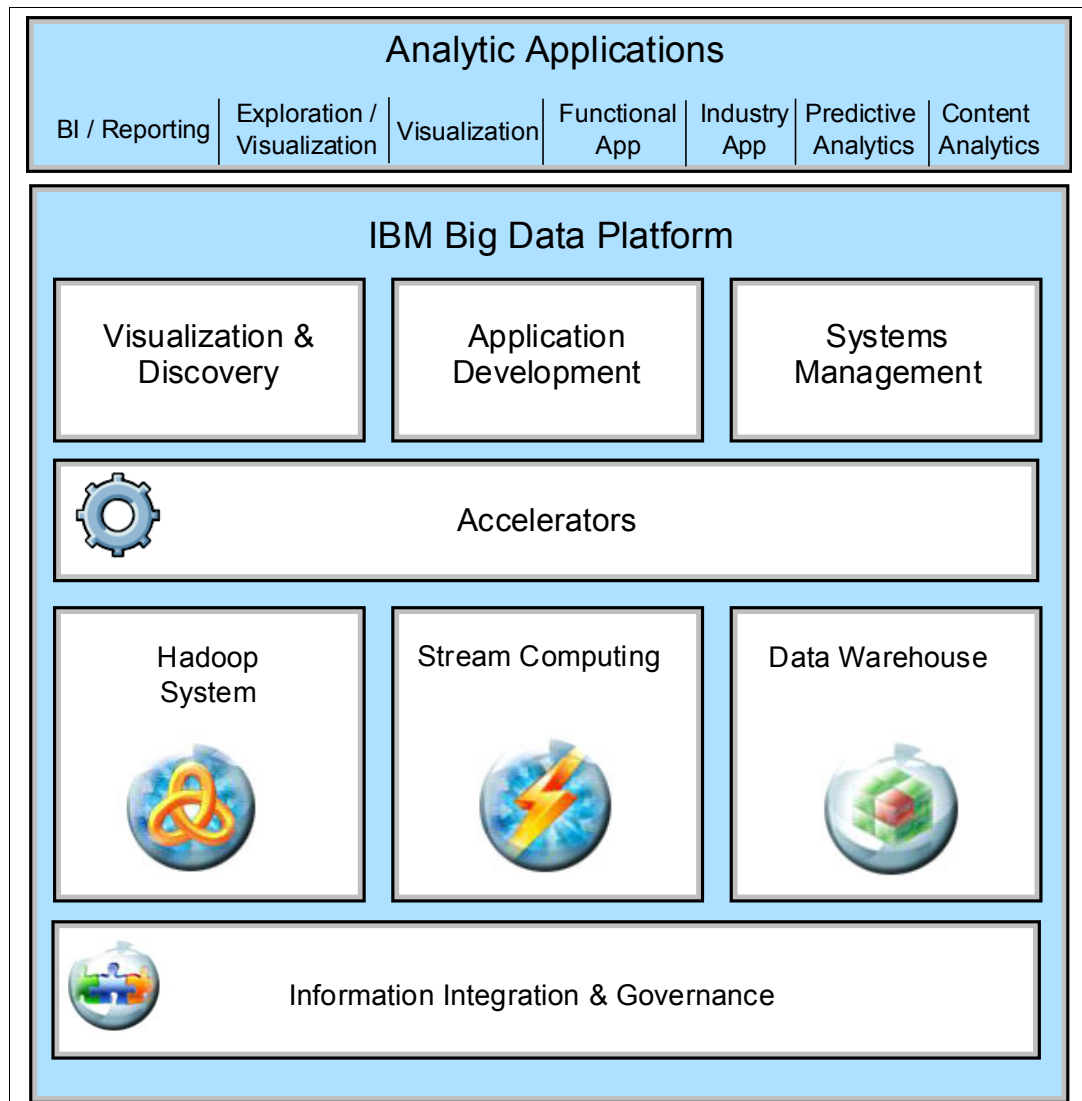 Analytic Applications
BI / Reporting
Exploration /
Visualization
Visualization
Functional
App
Industry
App
Predictive
Analytics
Content
Analytics
IBM Big Data Platform
Visualization &
Discovery
Application
Development
Systems
Management
Accelerators
Hadoop
System
Stream Computing
Data Warehouse
Information Integration & Governance